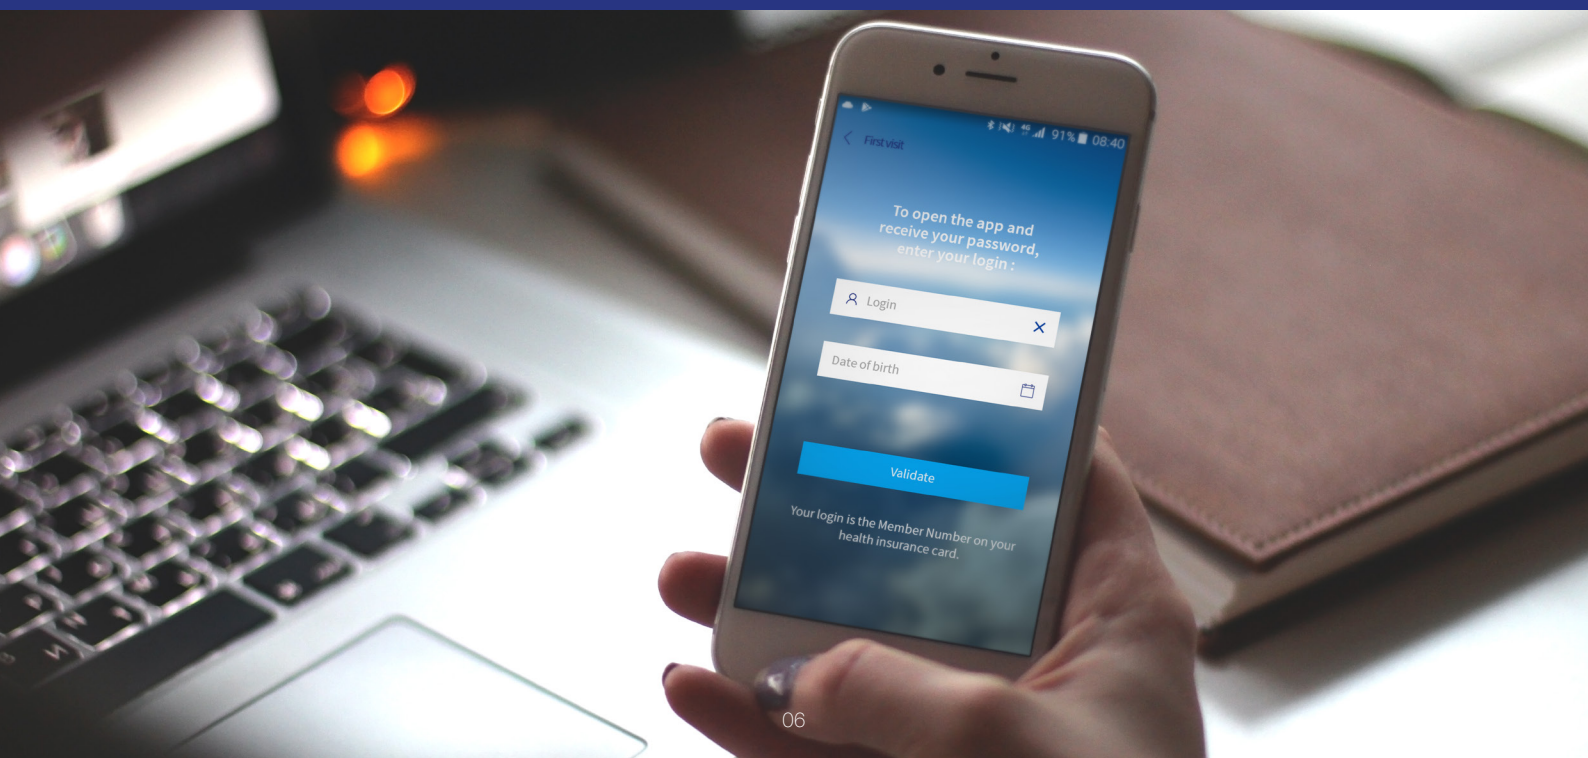 4G 91% 08:40
First visit
To open the app and
receive your password,
enter your login :
Login
Date of birth
Validate
Your login is the Member Number on your
health insurance card.
06